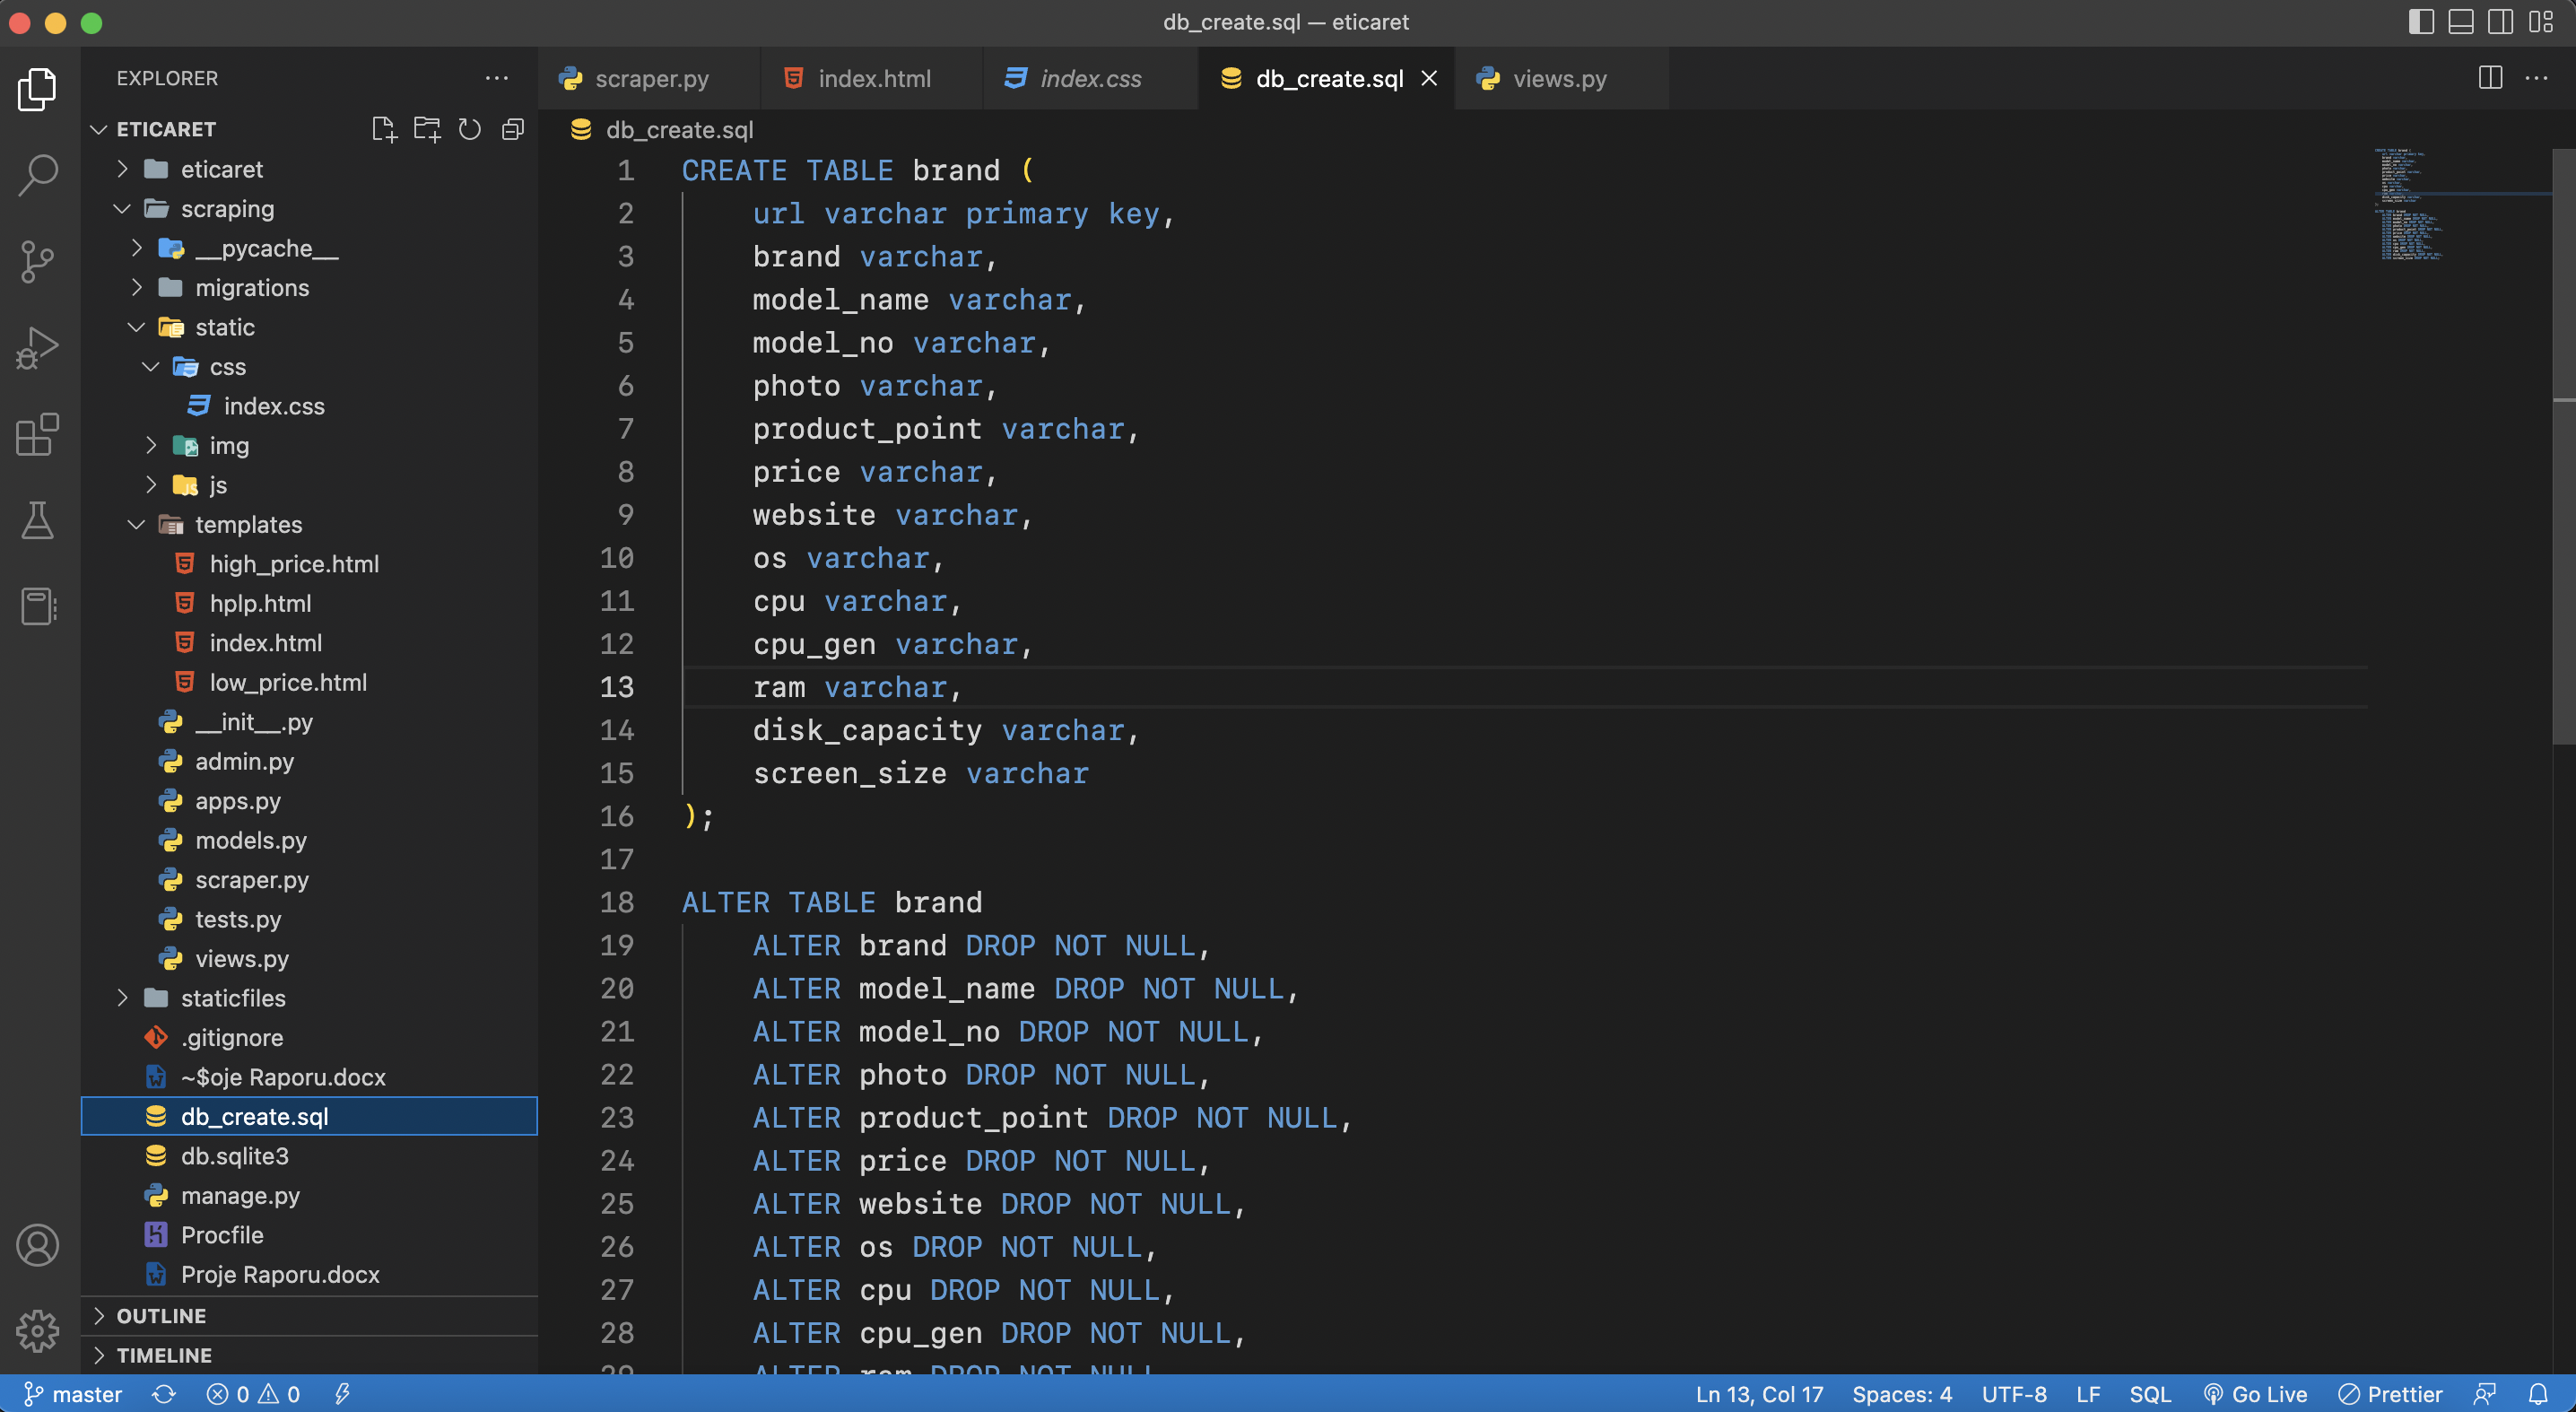 db_create.sql — eticaret
EXPLORER
ETICARET
eticaret
scraping
__pycache__
migrations
static
css
index.css
img
js
templates
high_price.html
hplp.html
index.html
low_price.html
__init__.py
admin.py
apps.py
models.py
scraper.py
tests.py
views.py
staticfiles
.gitignore
~$oje Raporu.docx
db_create.sql
db.sqlite3
manage.py
Procfile
Proje Raporu.docx
OUTLINE
TIMELINE
scraper.py
index.html
index.css
db_create.sql
views.py
db_create.sql
1 CREATE TABLE brand (
2 url varchar primary key,
3 brand varchar,
4 model_name varchar,
5 model_no varchar,
6 photo varchar,
7 product_point varchar,
8 price varchar,
9 website varchar,
10 os varchar,
11 cpu varchar,
12 cpu_gen varchar,
13 ram varchar,
14 disk_capacity varchar,
15 screen_size varchar
16 );
17
18 ALTER TABLE brand
19 ALTER brand DROP NOT NULL,
20 ALTER model_name DROP NOT NULL,
21 ALTER model_no DROP NOT NULL,
22 ALTER photo DROP NOT NULL,
23 ALTER product_point DROP NOT NULL,
24 ALTER price DROP NOT NULL,
25 ALTER website DROP NOT NULL,
26 ALTER os DROP NOT NULL,
27 ALTER cpu DROP NOT NULL,
28 ALTER cpu_gen DROP NOT NULL,
29 ALTER ram DROP NOT NULL
master
0 0
Ln 13, Col 17
Spaces: 4
UTF-8
LF
SQL
Go Live
Prettier